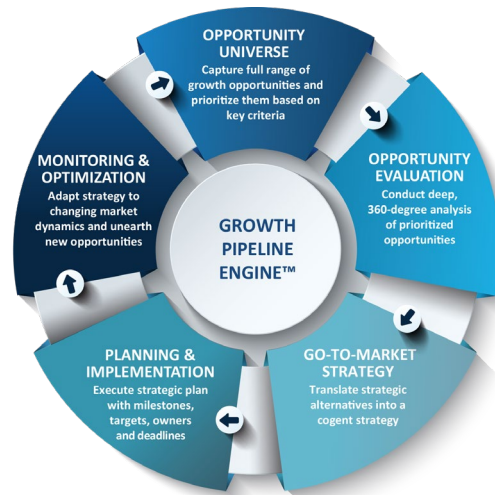 OPPORTUNITY
UNIVERSE
Capture full range of
growth opportunities and
prioritize them based on
key criteria
OPPORTUNITY
EVALUATION
Conduct deep,
360-degree analysis
of prioritized
opportunities
GO-TO-MARKET
STRATEGY
Translate strategic
alternatives into a
cogent strategy
PLANNING &
IMPLEMENTATION
Execute strategic plan
with milestones,
targets, owners
and deadlines
MONITORING &
OPTIMIZATION
Adapt strategy to
changing market
dynamics and unearth
new opportunities
GROWTH
PIPELINE
ENGINE™